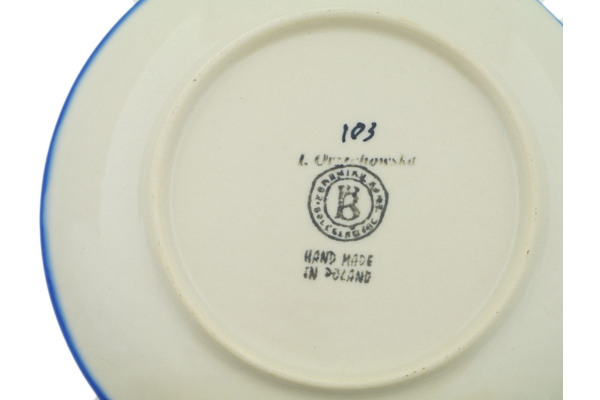 103
I. Orzechowska
B
HAND MADE
IN POLAND